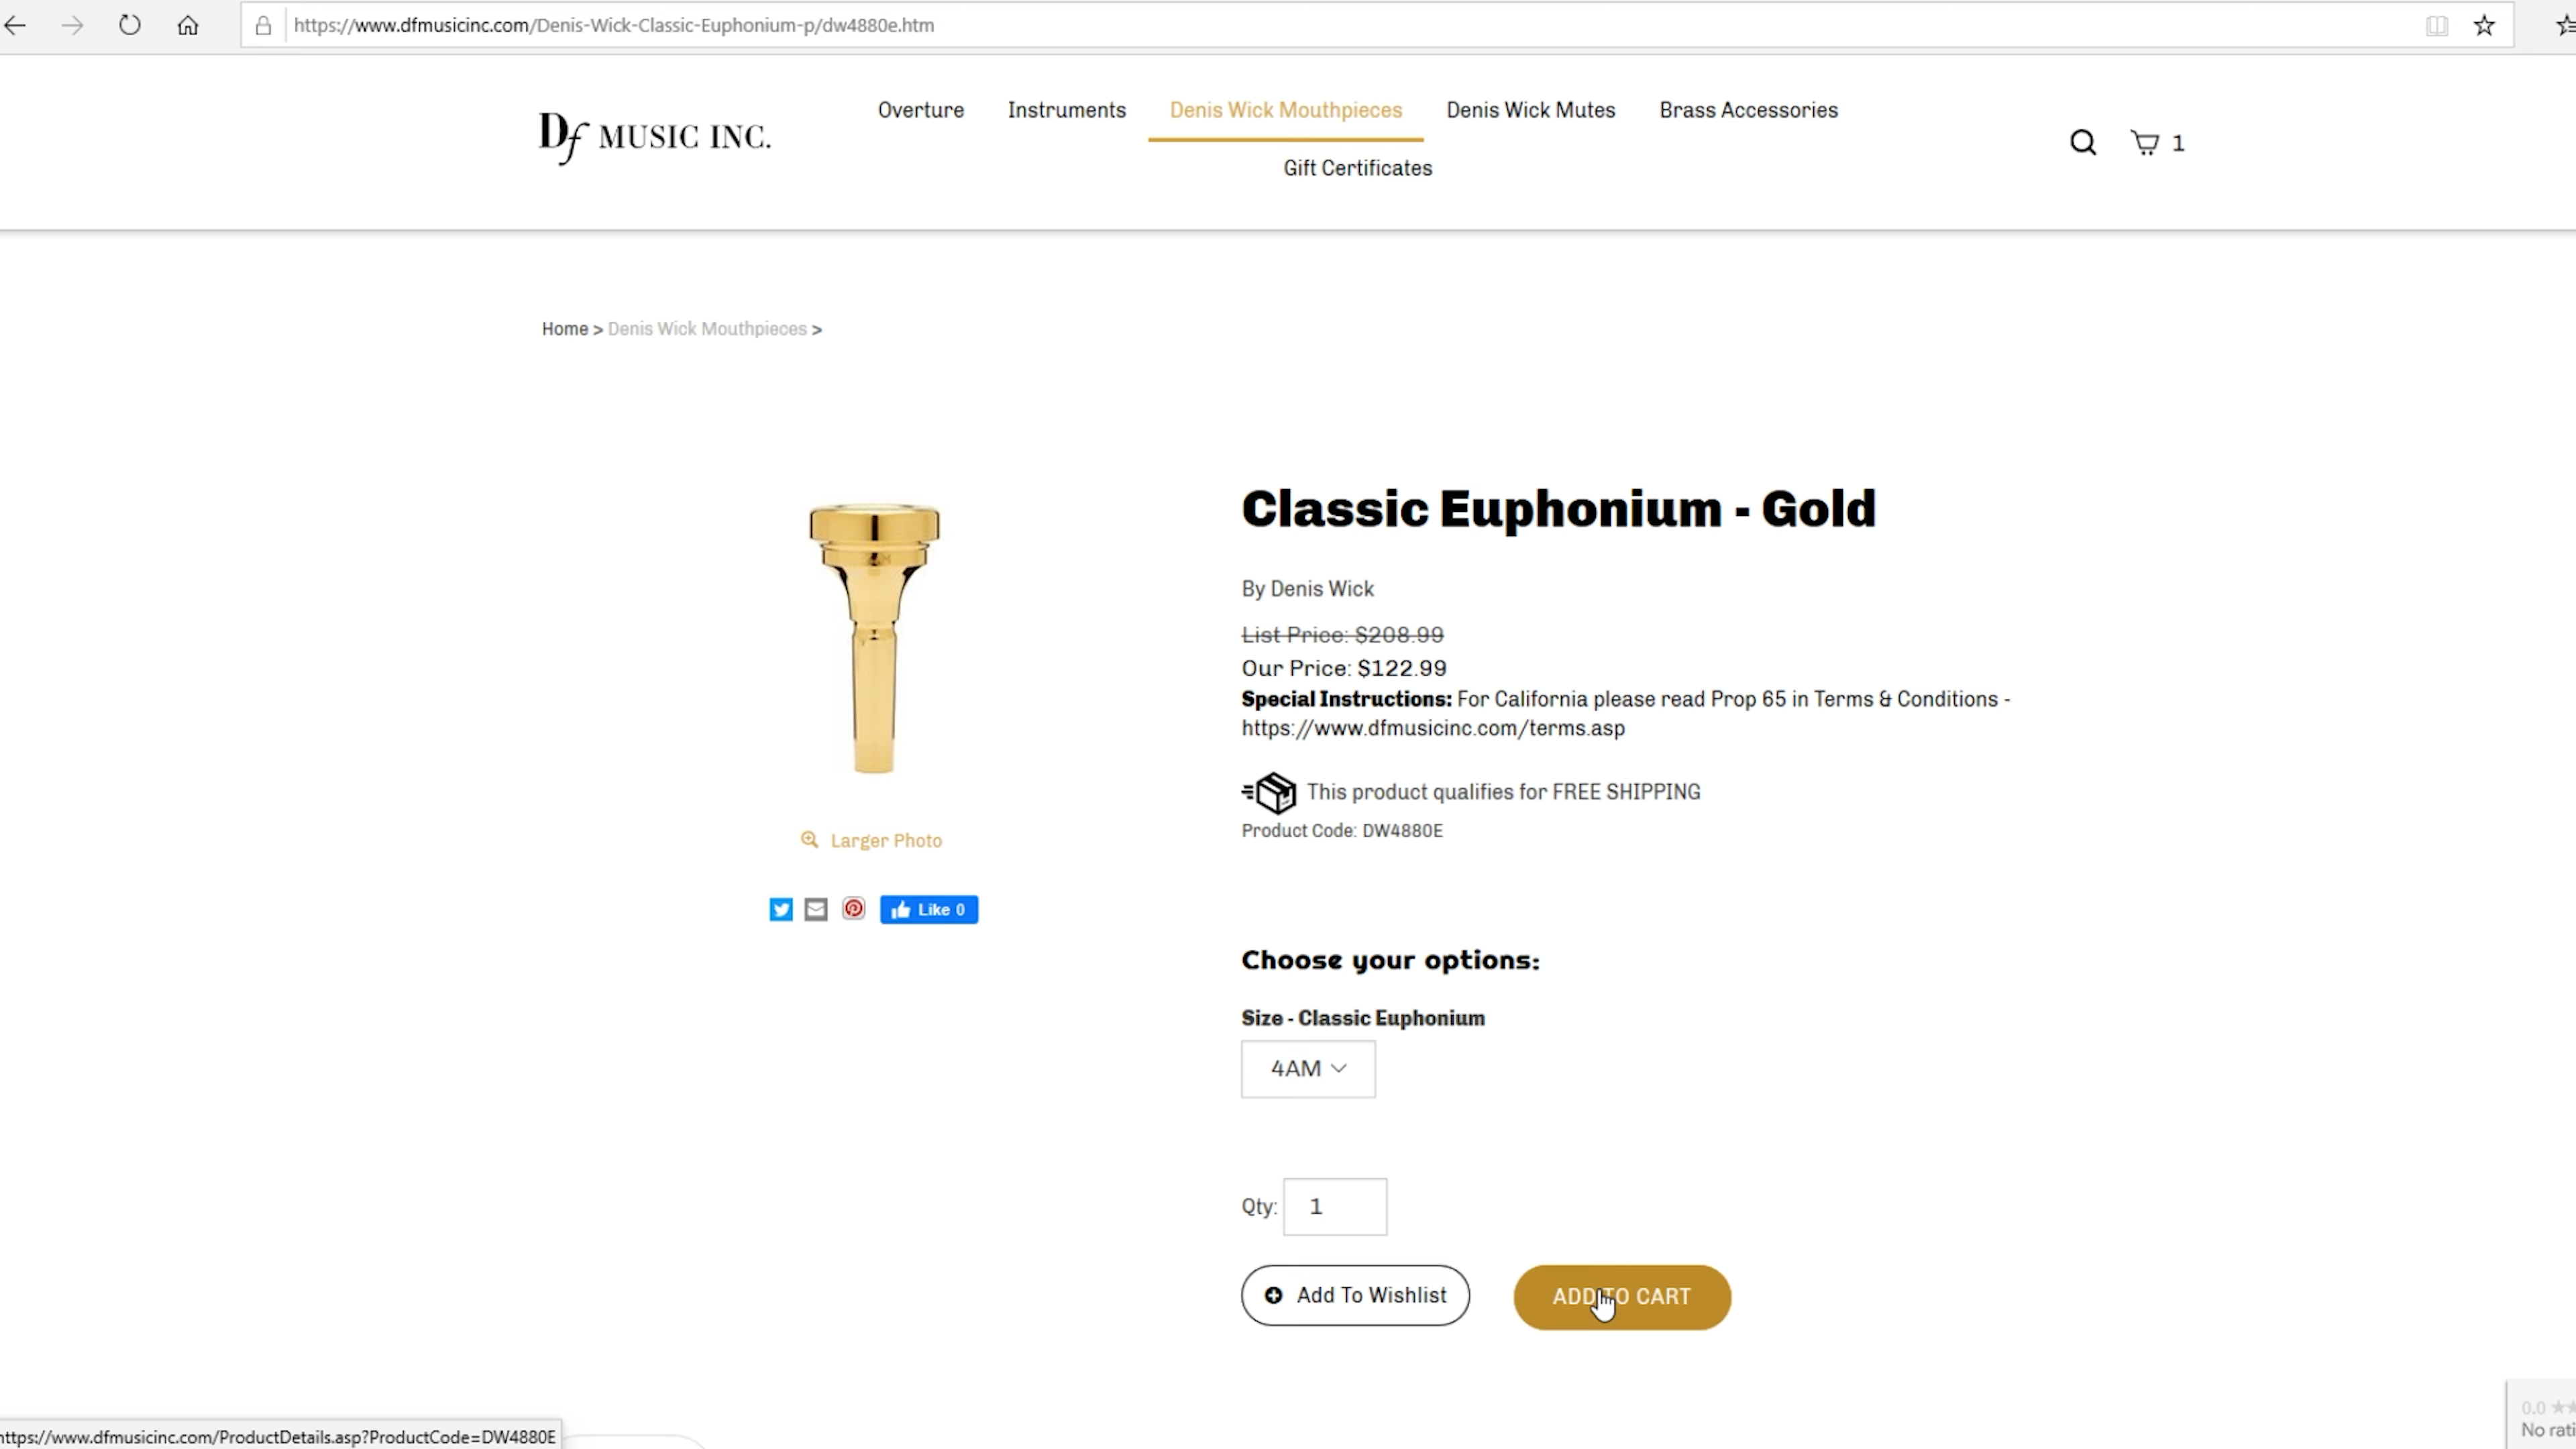 https://www.dfmusicinc.com/Denis-Wick-Classic-Euphonium-p/dw4880e.htm
Df MUSIC INC.
Overture Instruments Denis Wick Mouthpieces Denis Wick Mutes Brass Accessories
Gift Certificates
1
Home > Denis Wick Mouthpieces >
Classic Euphonium - Gold
By Denis Wick
List Price: $208.99
Our Price: $122.99
Special Instructions: For California please read Prop 65 in Terms & Conditions -
https://www.dfmusicinc.com/terms.asp
This product qualifies for FREE SHIPPING
Product Code: DW4880E
Larger Photo
Like 0
Choose your options:
Size - Classic Euphonium
4AM
Qty: 1
Add To Wishlist
ADD TO CART
ttps://www.dfmusicinc.com/ProductDetails.asp?ProductCode=DW4880E
0.0
No